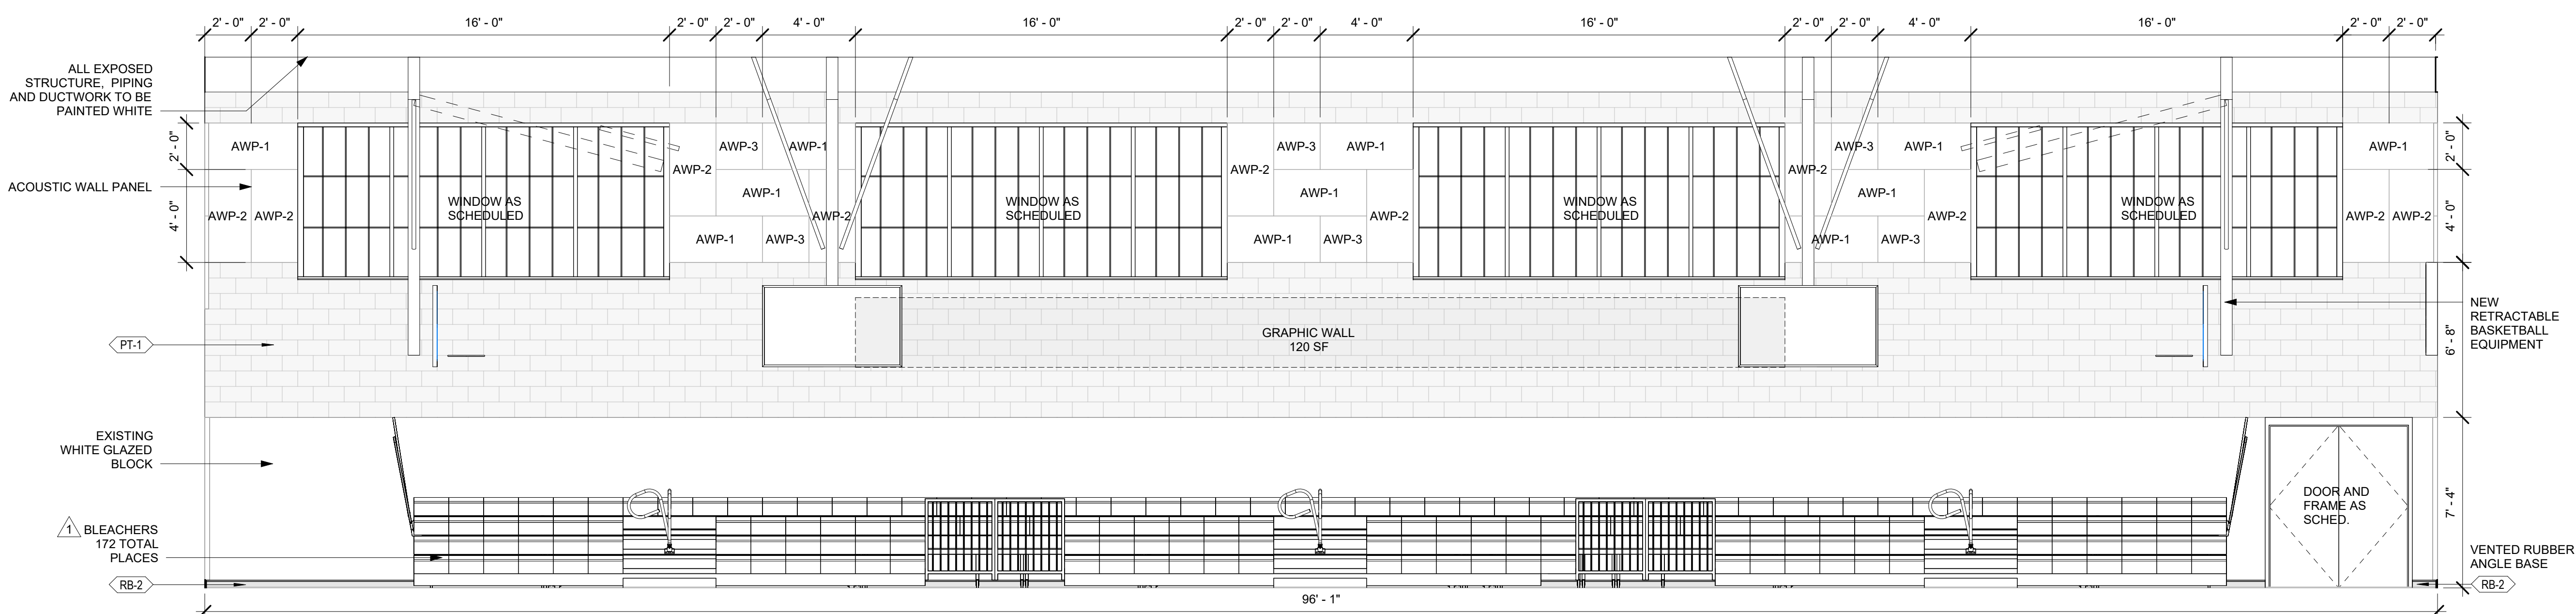 2' - 0" 2' - 0" 16' - 0" 2' - 0" 2' - 0" 4' - 0" 16' - 0" 2' - 0" 2' - 0" 4' - 0" 16' - 0" 2' - 0" 2' - 0" 4' - 0" 16' - 0" 2' - 0" 2' - 0"
ALL EXPOSED
STRUCTURE, PIPING
AND DUCTWORK TO BE
PAINTED WHITE
2' - 0"
AWP-1 AWP-3 AWP-1 AWP-3 AWP-1 AWP-3 AWP-1 AWP-1
2' - 0"
AWP-2 AWP-2 AWP-2
ACOUSTIC WALL PANEL
AWP-1 AWP-1 AWP-1
4' - 0"
WINDOW AS
SCHEDULED
WINDOW AS
SCHEDULED
WINDOW AS
SCHEDULED
WINDOW AS
SCHEDULED
AWP-2 AWP-2 AWP-2 AWP-2 AWP-2 AWP-2 AWP-2
4' - 0"
AWP-1 AWP-3 AWP-1 AWP-3 AWP-1 AWP-3
NEW
RETRACTABLE
BASKETBALL
EQUIPMENT
GRAPHIC WALL
120 SF
PT-1
6' - 8"
EXISTING
WHITE GLAZED
BLOCK
DOOR AND
FRAME AS
SCHED.
7' - 4"
1 BLEACHERS
172 TOTAL
PLACES
VENTED RUBBER
ANGLE BASE
RB-2
RB-2
96' - 1"